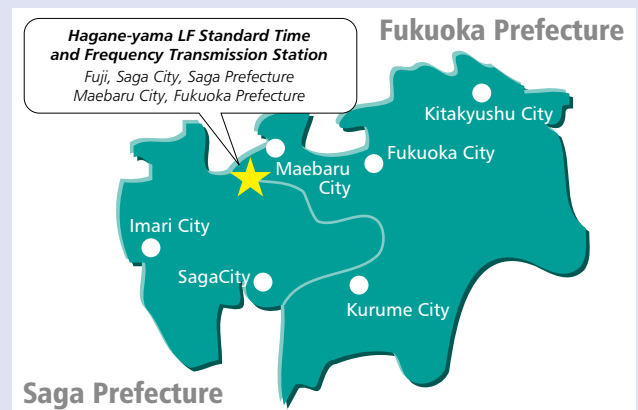 Hagane-yama LF Standard Time
and Frequency Transmission Station
Fuji, Saga City, Saga Prefecture
Maebaru City, Fukuoka Prefecture
Fukuoka Prefecture
Kitakyushu City
Fukuoka City
Maebaru
City
Imari City
SagaCity
Kurume City
Saga Prefecture